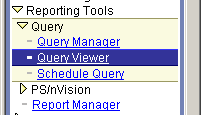 Reporting Tools
Query
Query Manager
Query Viewer
Schedule Query
PS/nVision
Report Manager